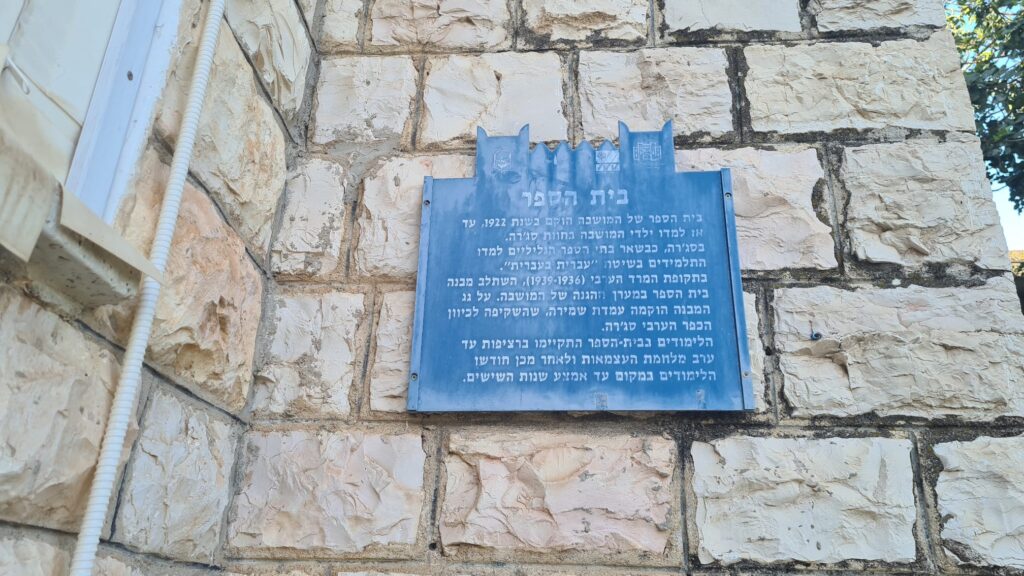 בית הספר
בית הספר של המושבה הוקם בשנת 1922. עד
אז למדו ילדי המושבה בחוות סג'רה.
בסג'רה, כבשאר בתי הספר הגליליים למדו
התלמידים בשיטת "עברית בעברית".
בתקופת המרד הערבי (1939-1936), השתלב מבנה
בית הספר במערך ההגנה של המושבה. על גג
המבנה הוקמה עמדת שמירה, שהשקיפה לכיוון
הכפר הערבי סג'רה.
הלימודים בבית-הספר התקיימו ברציפות עד
ערב מלחמת העצמאות ולאחר מכן חודשו
הלימודים במקום עד אמצע שנות השישים.